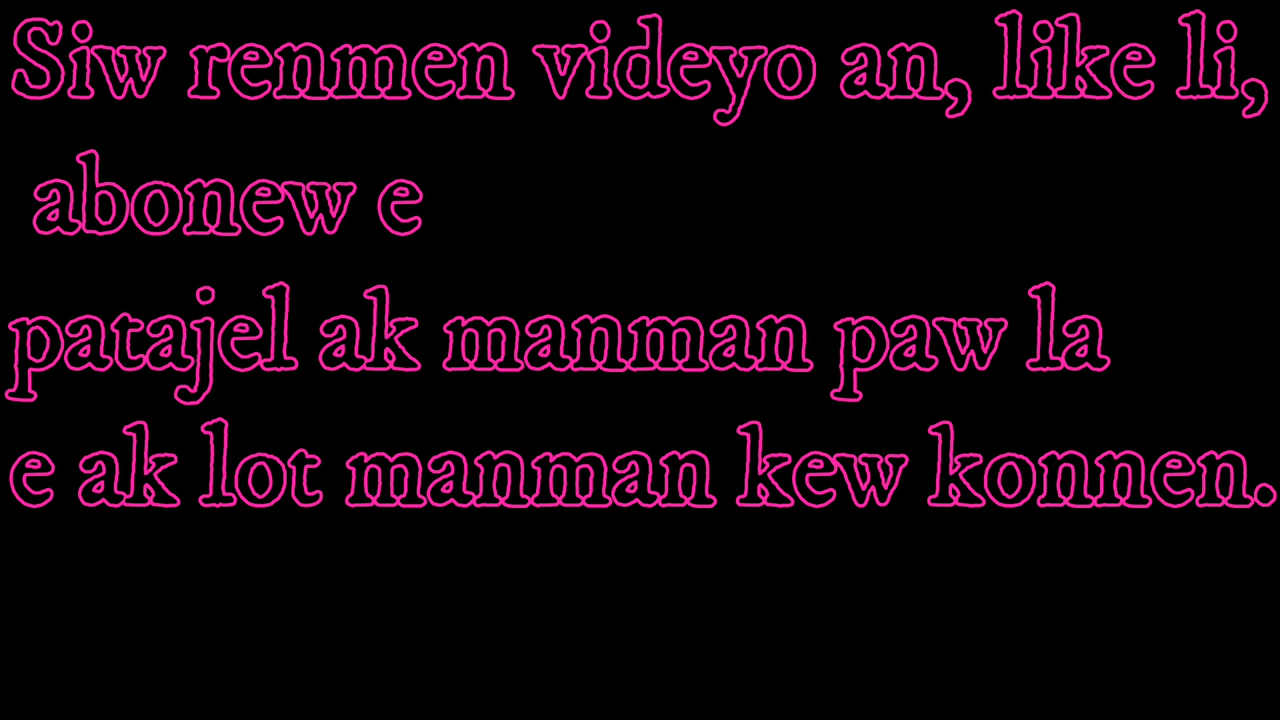 Siw renmen videyo an, like li,
abonew e
patajel ak manman paw la
e ak lot manman kew konnen.